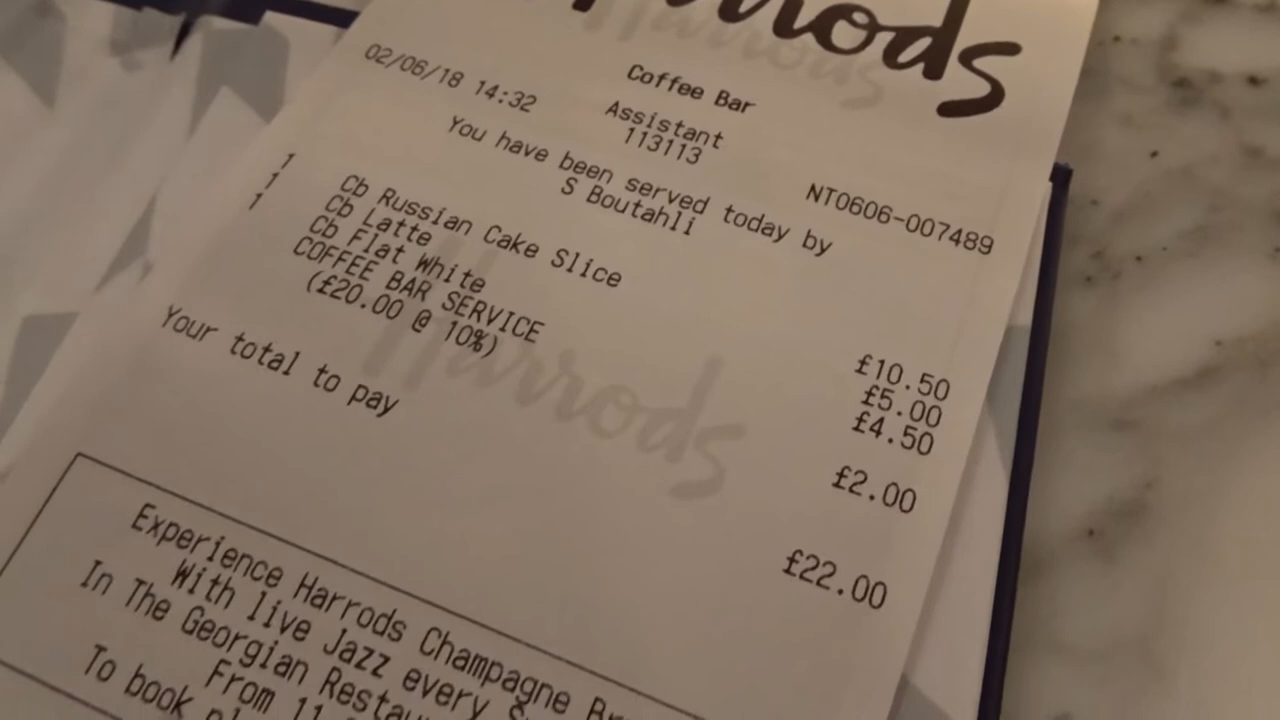 Harrods
Coffee Bar
02/06/18 14:32
Assistant
113113
NT0606-007489
You have been served today by
S Boutahli
1 Cb Russian Cake Slice £10.50
1 Cb Latte £5.00
1 Cb Flat White £4.50
COFFEE BAR SERVICE
(£20.00 @ 10%) £2.00
Your total to pay £22.00
Harrods
Experience Harrods Champagne
With live Jazz every
In The Georgian
From 11
To book